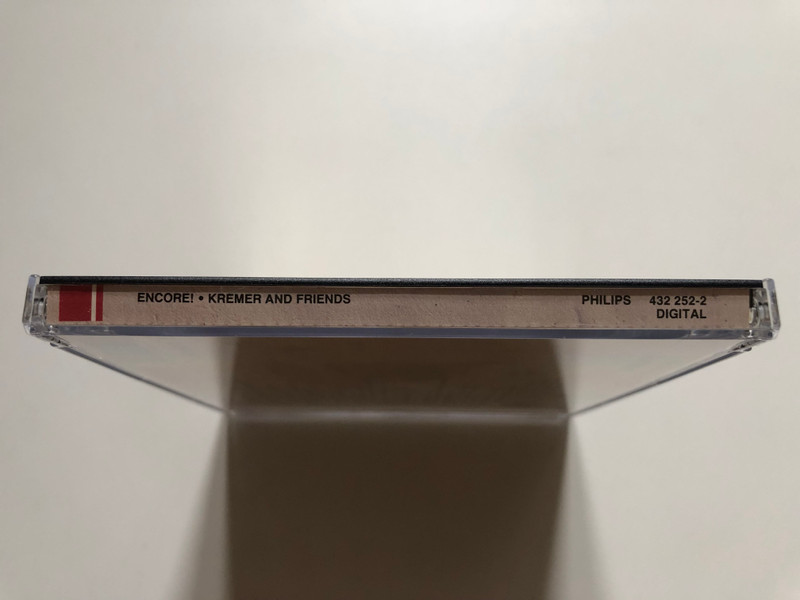 ENCORE! • KREMER AND FRIENDS PHILIPS 432 252-2
DIGITAL